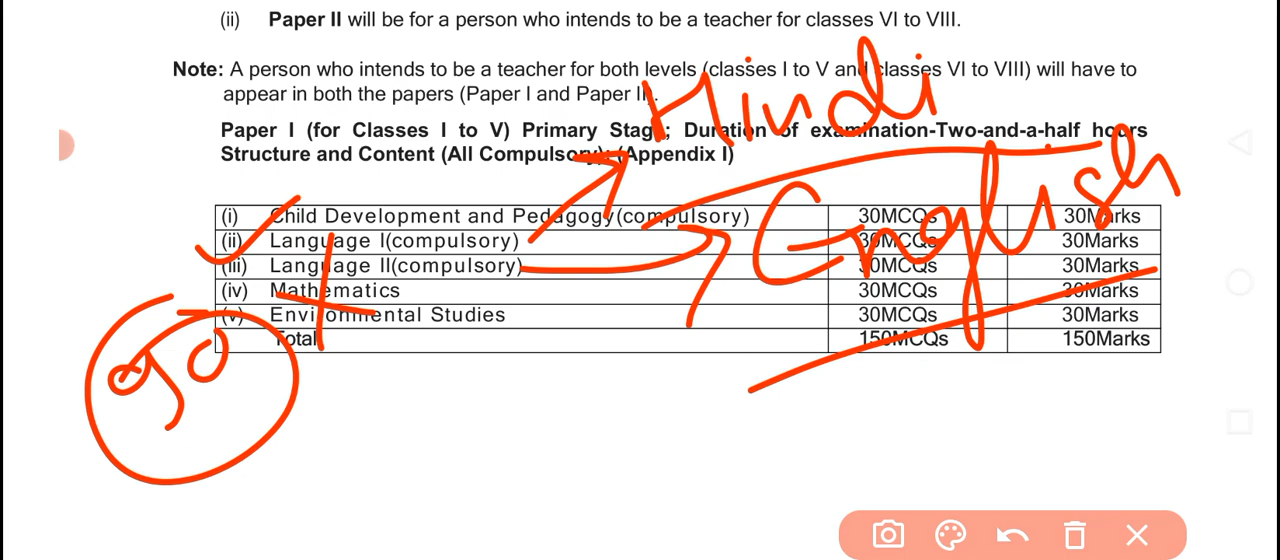 (ii) Paper II will be for a person who intends to be a teacher for classes VI to VIII.
Note: A person who intends to be a teacher for both levels (classes I to V and classes VI to VIII) will have to
appear in both the papers (Paper I and Paper II).
Hindi
Paper I (for Classes I to V) Primary Stage; Duration of examination-Two-and-a-half hours
Structure and Content (All Compulsory): (Appendix I)
English
(i) Child Development and Pedagogy(compulsory) 30MCQs 30Marks
(ii) Language I(compulsory) 30MCQs 30Marks
(iii) Language II(compulsory) 30MCQs 30Marks
(iv) Mathematics 30MCQs 30Marks
(v) Environmental Studies 30MCQs 30Marks
Total 150MCQs 150Marks